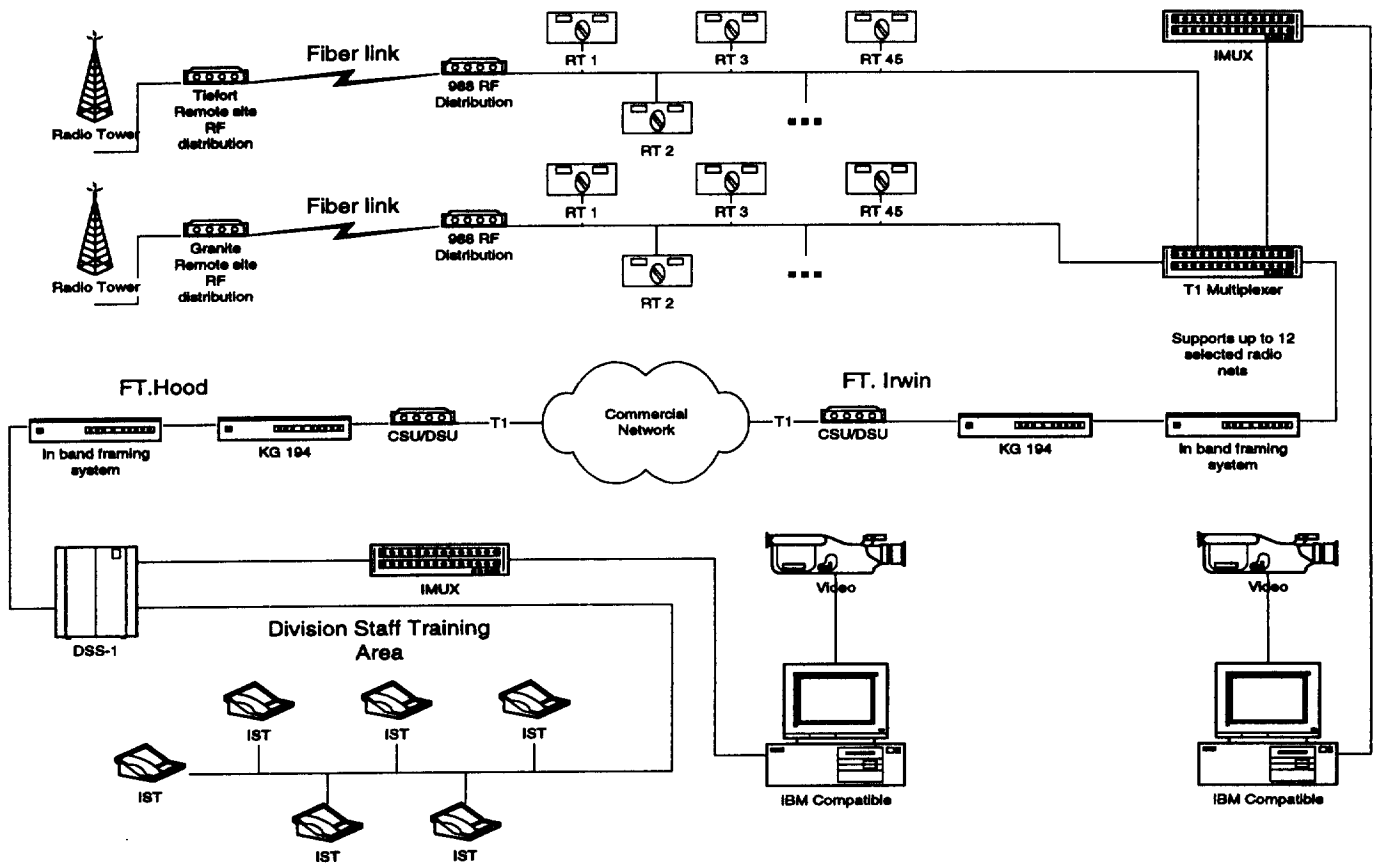 Fiber link
RT 1
RT 3
RT 45
IMUX
Radio Tower
Tiefort
Remote site
RF
distribution
988 RF
Distribution
RT 2
...
Fiber link
RT 1
RT 3
RT 45
Radio Tower
Granite
Remote site
RF
distribution
988 RF
Distribution
RT 2
...
T1 Multiplexer
Supports up to 12
selected radio
nets
FT.Hood
FT. Irwin
In band framing
system
KG 194
CSU/DSU
T1
Commercial
Network
T1
CSU/DSU
KG 194
In band framing
system
DSS-1
IMUX
Video
Video
Division Staff Training
Area
IST
IST
IST
IST
IST
IST
IBM Compatible
IBM Compatible